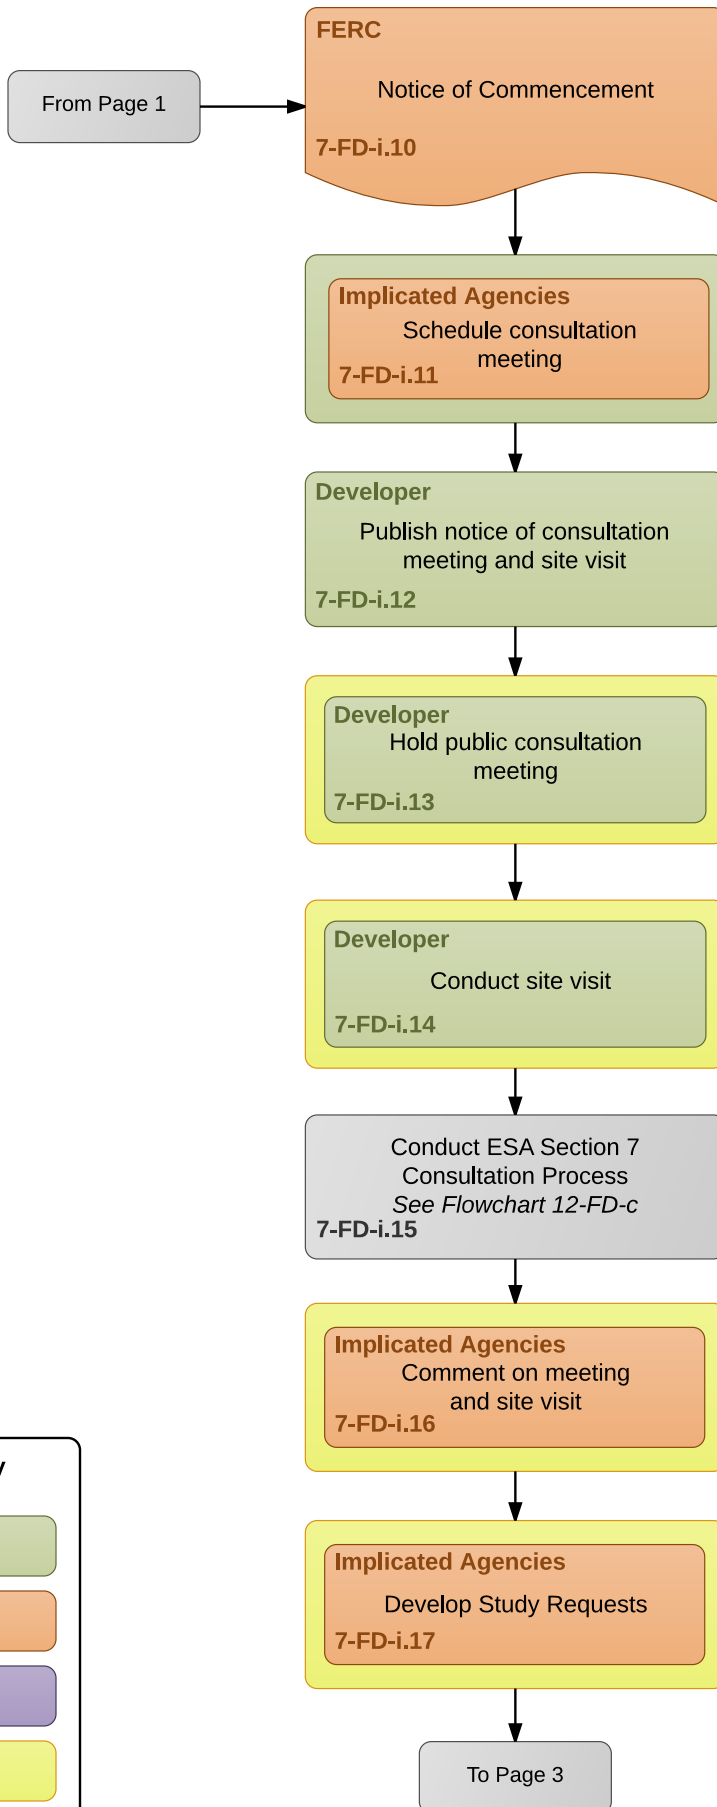 FERC
From Page 1
Notice of Commencement
7-FD-i.10
Implicated Agencies
Schedule consultation
meeting
7-FD-i.11
Developer
Publish notice of consultation
meeting and site visit
7-FD-i.12
Developer
Hold public consultation
meeting
7-FD-i.13
Developer
Conduct site visit
7-FD-i.14
Conduct ESA Section 7
Consultation Process
See Flowchart 12-FD-c
7-FD-i.15
Implicated Agencies
Comment on meeting
and site visit
7-FD-i.16
Implicated Agencies
Develop Study Requests
7-FD-i.17
To Page 3